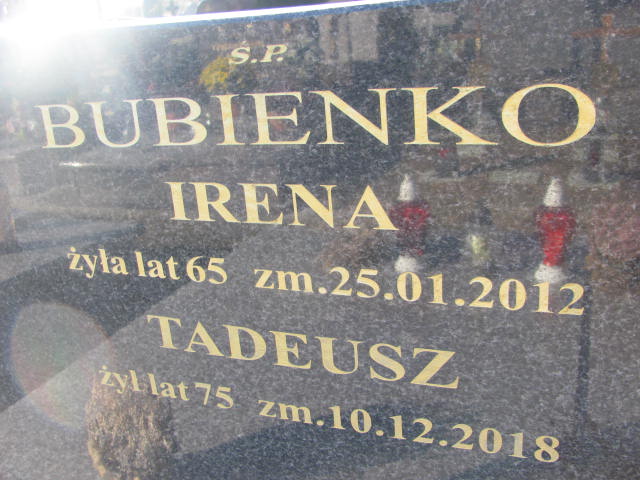 Ś.P.
BUBIENKO
IRENA
żyła lat 65 zm.25.01.2012
TADEUSZ
żył lat 75 zm.10.12.2018